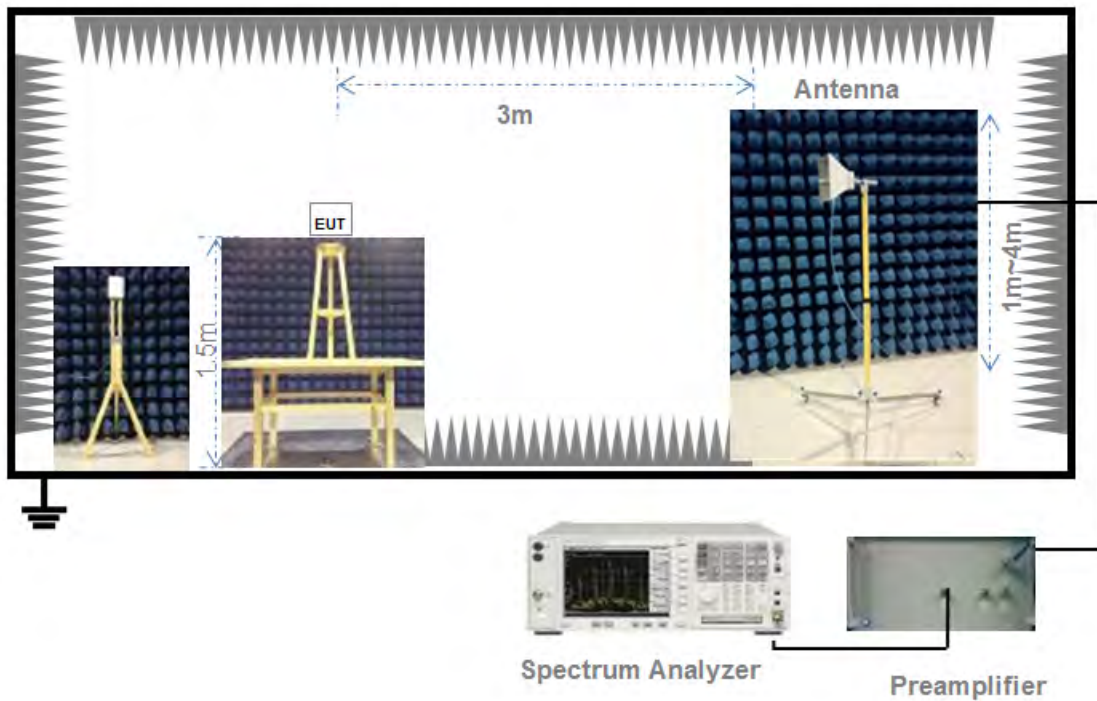 Antenna
3m
EUT
1.5m
1m~4m
Spectrum Analyzer
Preamplifier